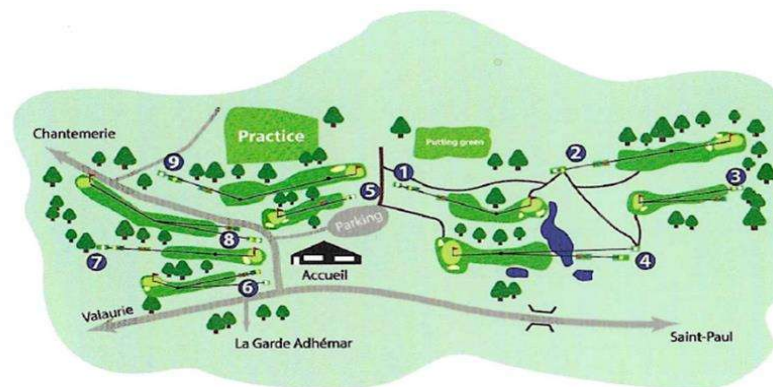 Chantemerie
Practice
Putting green
9
1
2
3
5
Parking
8
7
4
Accueil
6
Valaurie
La Garde Adhémar
Saint-Paul